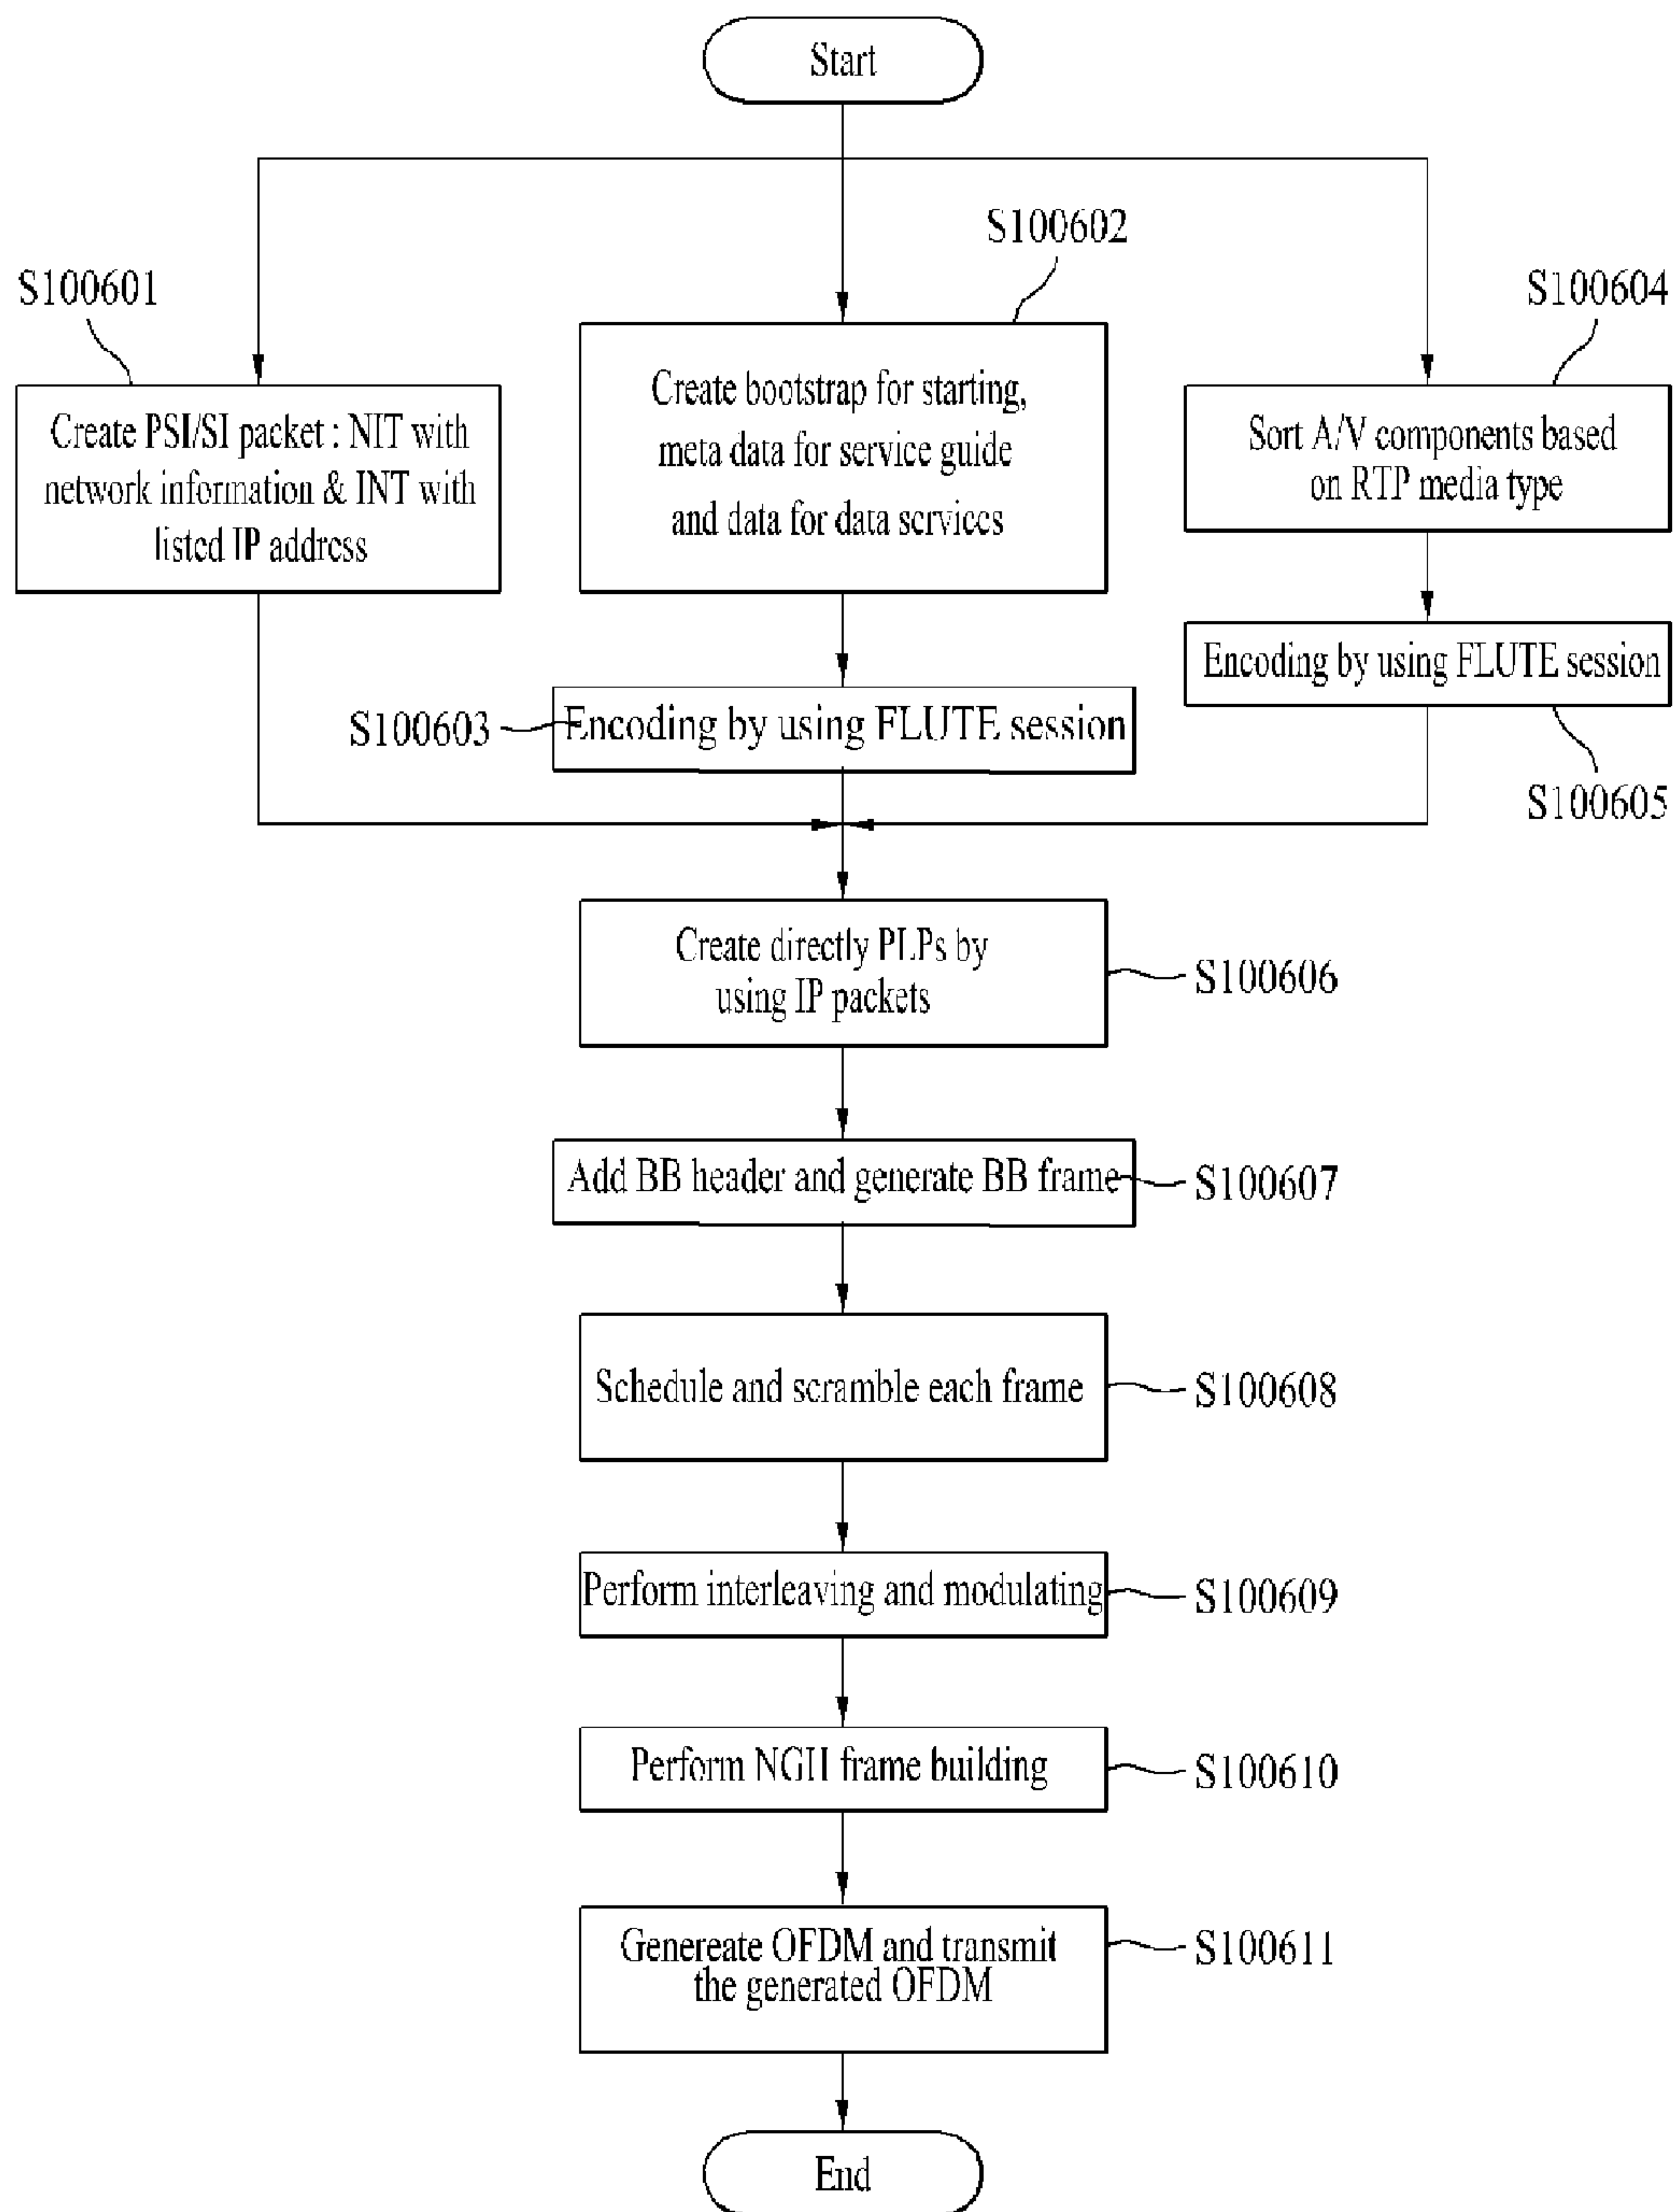 Start
S100602
S100601
S100604
Create PSI/SI packet : NIT with
network information & INT with
listed IP address
Create bootstrap for starting,
meta data for service guide
and data for data services
Sort A/V components based
on RTP media type
Encoding by using FLUTE session
S100603
Encoding by using FLUTE session
S100605
Create directly PLPs by
using IP packets
S100606
Add BB header and generate BB frame
S100607
Schedule and scramble each frame
S100608
Perform interleaving and modulating
S100609
Perform NGH frame building
S100610
Genereate OFDM and transmit
the generated OFDM
S100611
End